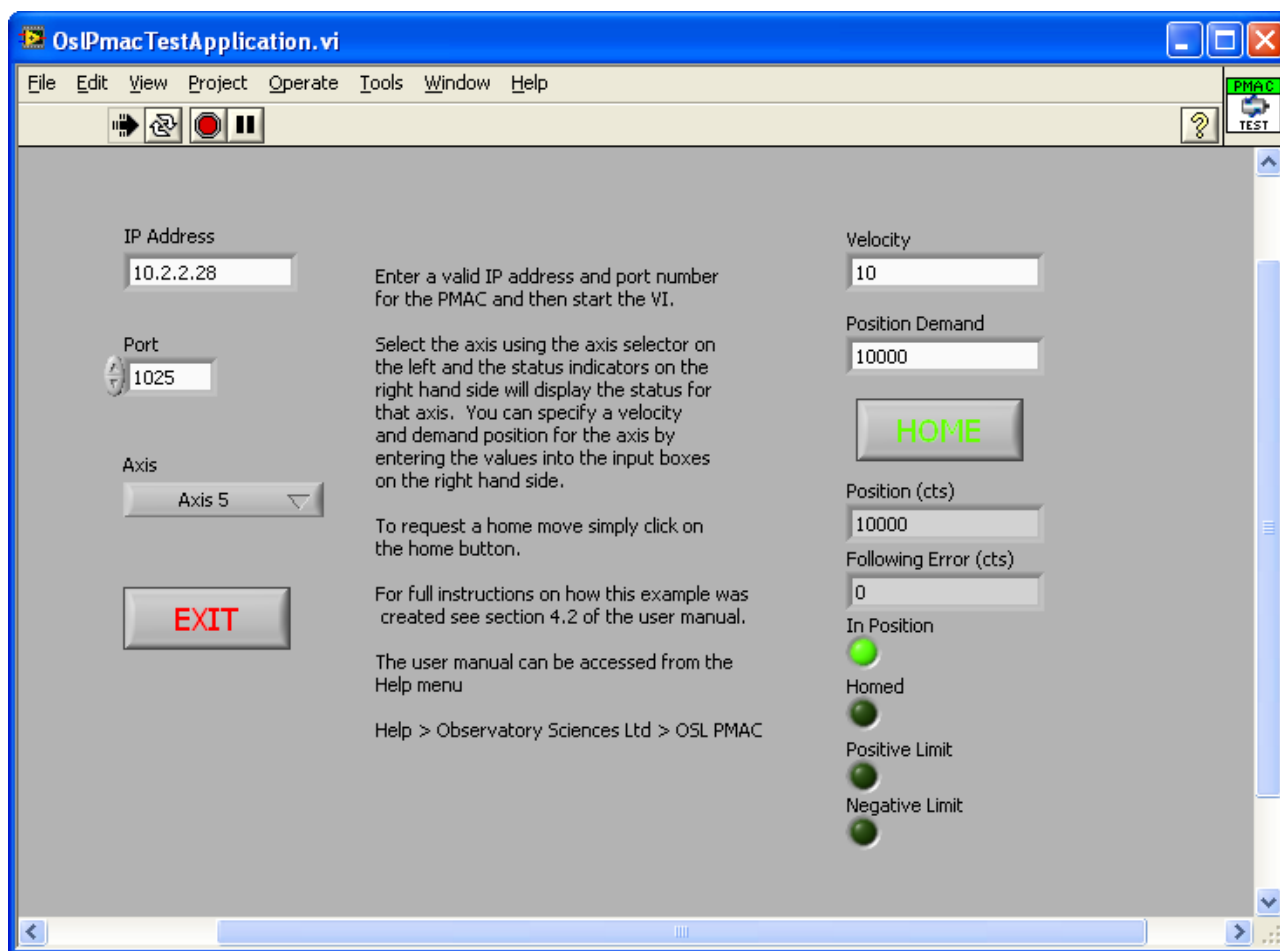 OslPmacTestApplication.vi
File Edit View Project Operate Tools Window Help
PMAC
TEST
?
IP Address
10.2.2.28
Port
1025
Axis
Axis 5
EXIT
Enter a valid IP address and port number
for the PMAC and then start the VI.
Select the axis using the axis selector on
the left and the status indicators on the
right hand side will display the status for
that axis.  You can specify a velocity
and demand position for the axis by
entering the values into the input boxes
on the right hand side.
To request a home move simply click on
the home button.
For full instructions on how this example was
created see section 4.2 of the user manual.
The user manual can be accessed from the
Help menu
Help > Observatory Sciences Ltd > OSL PMAC
Velocity
10
Position Demand
10000
HOME
Position (cts)
10000
Following Error (cts)
0
In Position
Homed
Positive Limit
Negative Limit